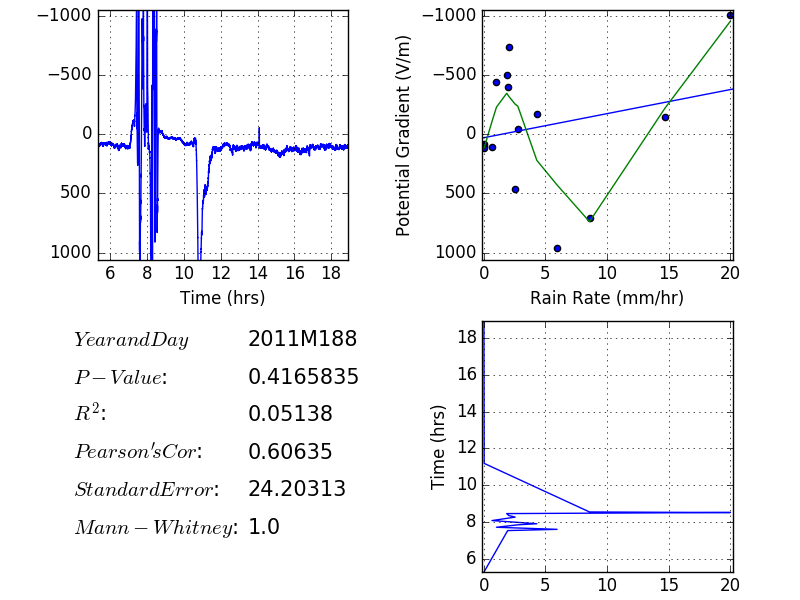 −1000
−500
0
500
1000
6 8 10 12 14 16 18
Time (hrs)
Potential Gradient (V/m)
−1000
−500
0
500
1000
0 5 10 15 20
Rain Rate (mm/hr)
YearandDay 2011M188
P−Value: 0.4165835
R²: 0.05138
Pearson'sCor: 0.60635
StandardError: 24.20313
Mann−Whitney: 1.0
Time (hrs)
18
16
14
12
10
8
6
0 5 10 15 20